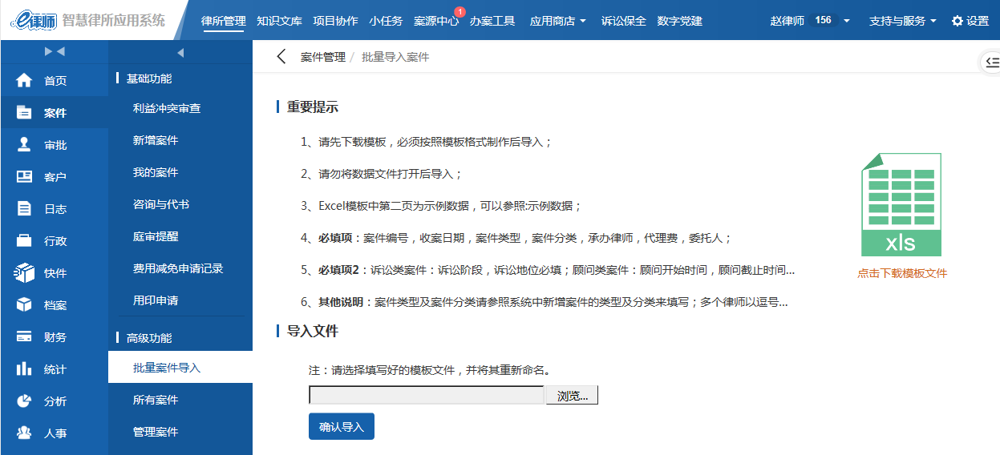 e律师 智慧律所应用系统
律所管理 知识文库 项目协作 小任务 案源中心 1 办案工具 应用商店 诉讼保全 数字党建 赵律师 156 支持与服务 设置
首页
案件
审批
客户
日志
行政
快件
档案
财务
统计
分析
人事
基础功能
利益冲突审查
新增案件
我的案件
咨询与代书
庭审提醒
费用减免申请记录
用印申请
高级功能
批量案件导入
所有案件
管理案件
案件管理 / 批量导入案件
重要提示
1、请先下载模板，必须按照模板格式制作后导入；
2、请勿将数据文件打开后导入；
3、Excel模板中第二页为示例数据，可以参照:示例数据；
4、必填项：案件编号，收案日期，案件类型，案件分类，承办律师，代理费，委托人；
5、必填项2：诉讼类案件：诉讼阶段，诉讼地位必填；顾问类案件：顾问开始时间，顾问截止时间...
6、其他说明：案件类型及案件分类请参照系统中新增案件的类型及分类来填写；多个律师以逗号...
xls
点击下载模板文件
导入文件
注：请选择填写好的模板文件，并将其重新命名。
浏览...
确认导入